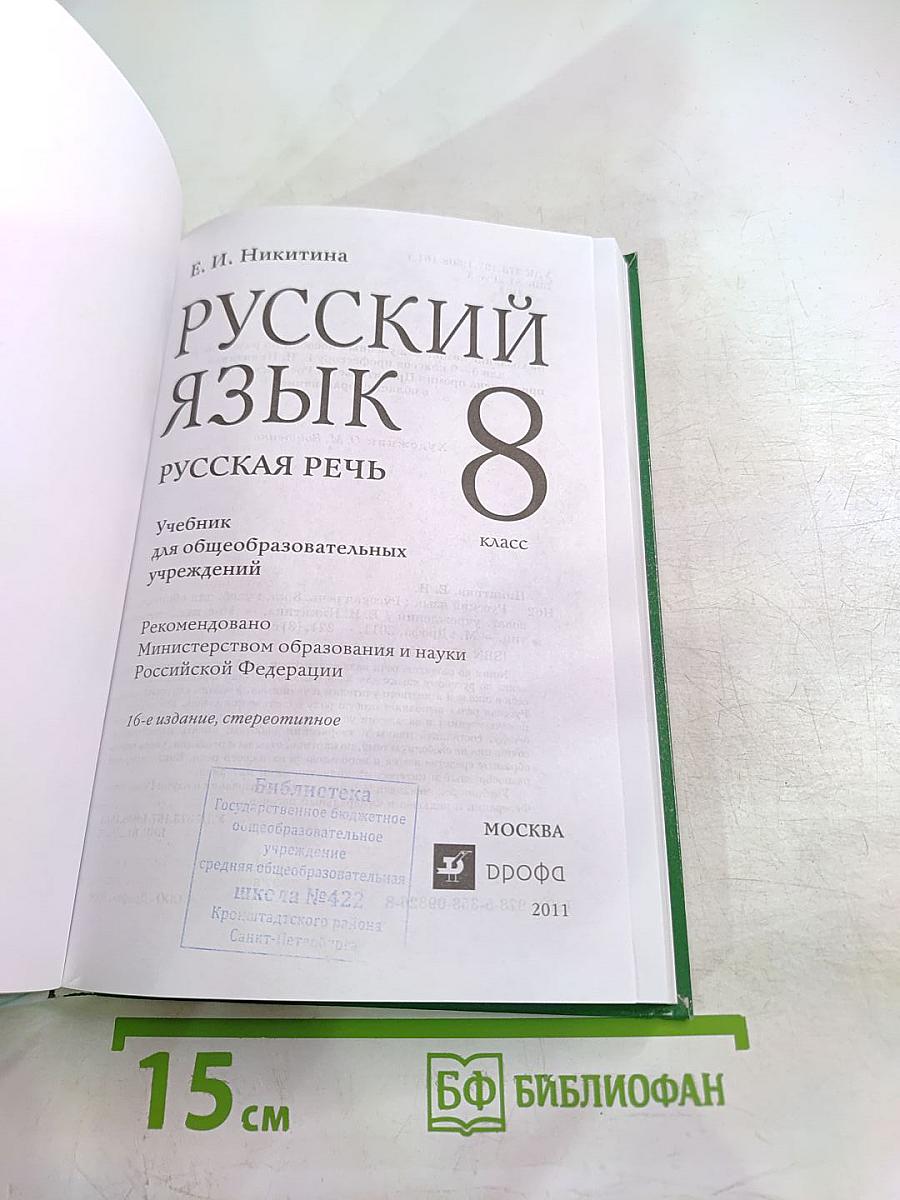 Е. И. Никитина
РУССКИЙ
ЯЗЫК
8
РУССКАЯ РЕЧЬ
класс
Учебник
для общеобразовательных
учреждений
Рекомендовано
Министерством образования и науки
Российской Федерации
16-е издание, стереотипное
Библиотека
Государственное бюджетное
общеобразовательное
учреждение
средняя общеобразовательная
школа №422
Кронштадтского района
Санкт-Петербурга
МОСКВА
дрофа
2011
15 см
БФ БИБЛИОФАН